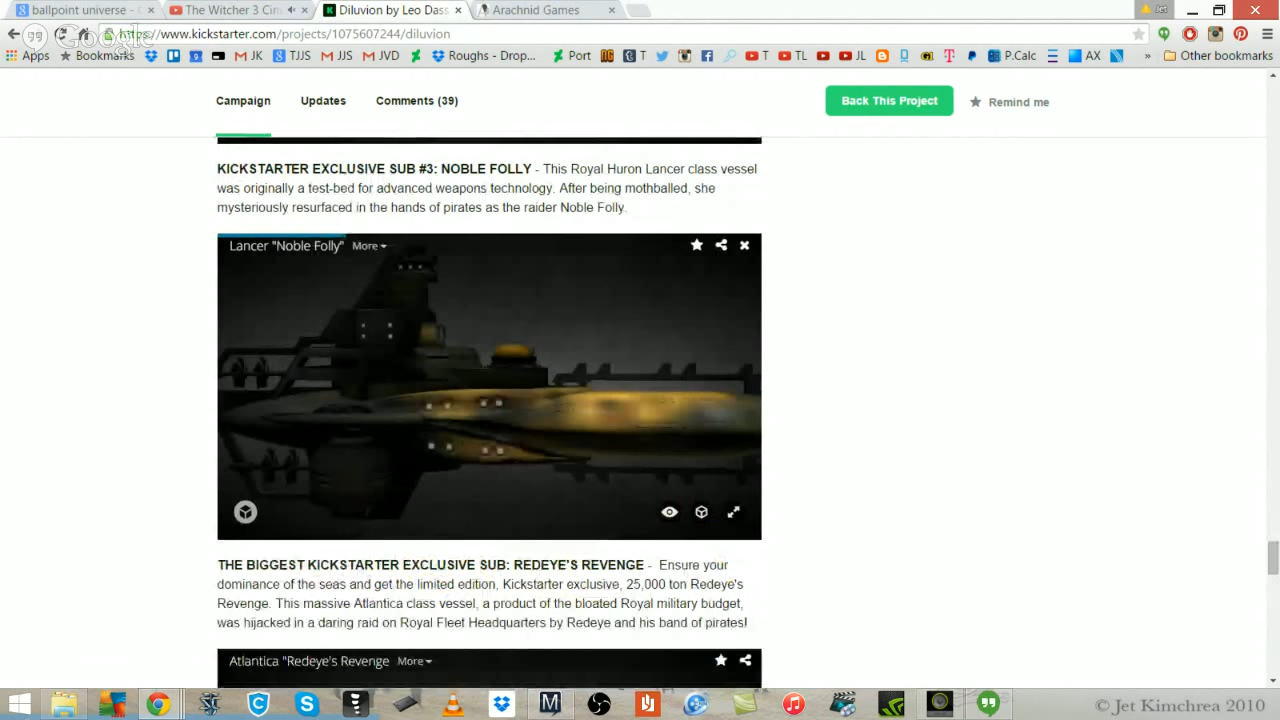 ballpoint universe -
The Witcher 3 Cin
Diluvion by Leo Dass
Arachnid Games
Jet
Google
https://www.kickstarter.com/projects/1075607244/diluvion
Apps Bookmarks JK TJS JJS JVD Roughs - Drop... Port T T TL JL T P.Calc AX » Other bookmarks
Campaign Updates Comments (39) Back This Project Remind me
KICKSTARTER EXCLUSIVE SUB #3: NOBLE FOLLY - This Royal Huron Lancer class vessel
was originally a test-bed for advanced weapons technology. After being mothballed, she
mysteriously resurfaced in the hands of pirates as the raider Noble Folly.
Lancer "Noble Folly" More
THE BIGGEST KICKSTARTER EXCLUSIVE SUB: REDEYE'S REVENGE - Ensure your
dominance of the seas and get the limited edition, Kickstarter exclusive, 25,000 ton Redeye's
Revenge. This massive Atlantica class vessel, a product of the bloated Royal military budget,
was hijacked in a daring raid on Royal Fleet Headquarters by Redeye and his band of pirates!
Atlantica "Redeye's Revenge More
© Jet Kimchrea 2010